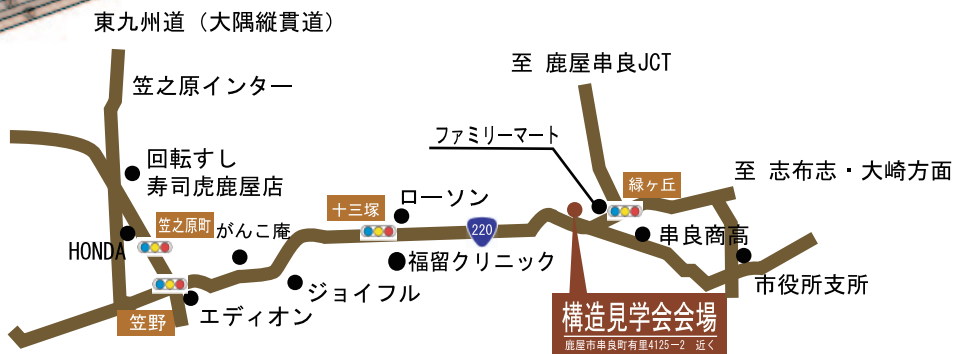 東九州道（大隅縦貫道）
笠之原インター
至 鹿屋串良JCT
ファミリーマート
回転すし
寿司虎鹿屋店
至 志布志・大崎方面
緑ヶ丘
十三塚
ローソン
笠之原町
がんこ庵
220
串良商高
HONDA
福留クリニック
市役所支所
ジョイフル
エディオン
笠野
構造見学会会場
鹿屋市串良町有里4125−2 近く